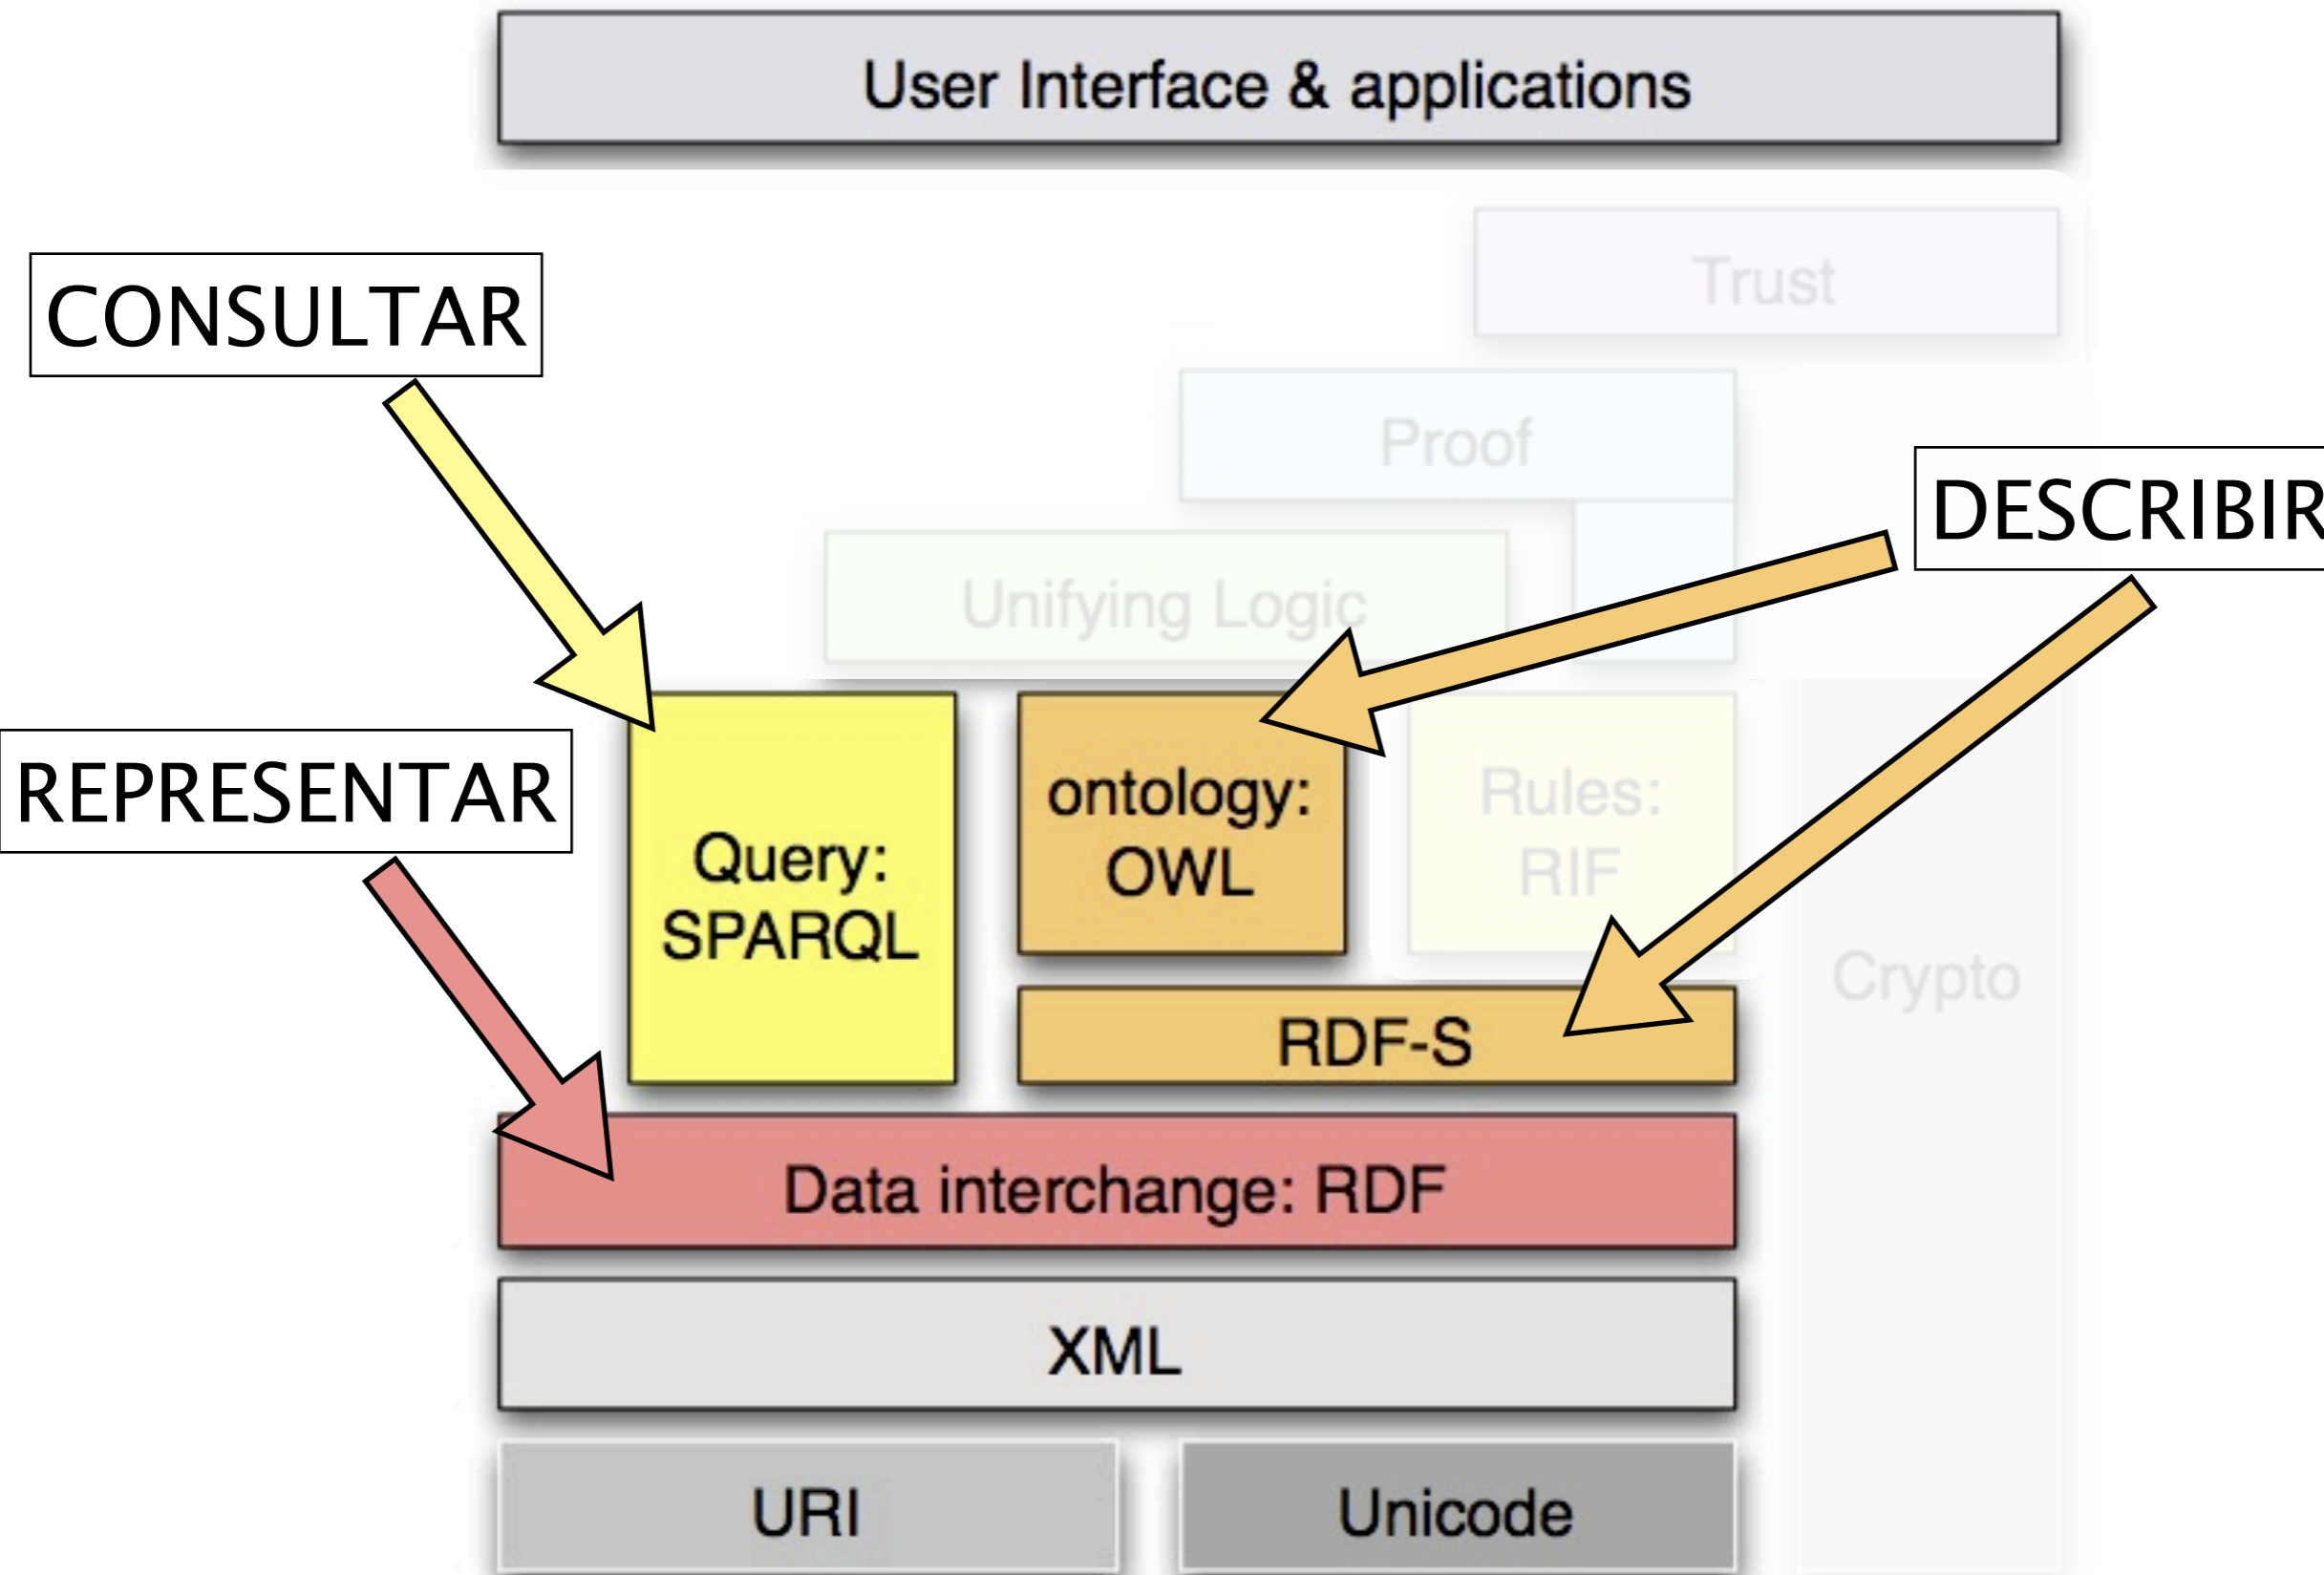 User Interface & applications
Trust
CONSULTAR
Proof
DESCRIBIR
Unifying Logic
REPRESENTAR
Query:
SPARQL
ontology:
OWL
Rules:
RIF
Crypto
RDF-S
Data interchange: RDF
XML
URI
Unicode